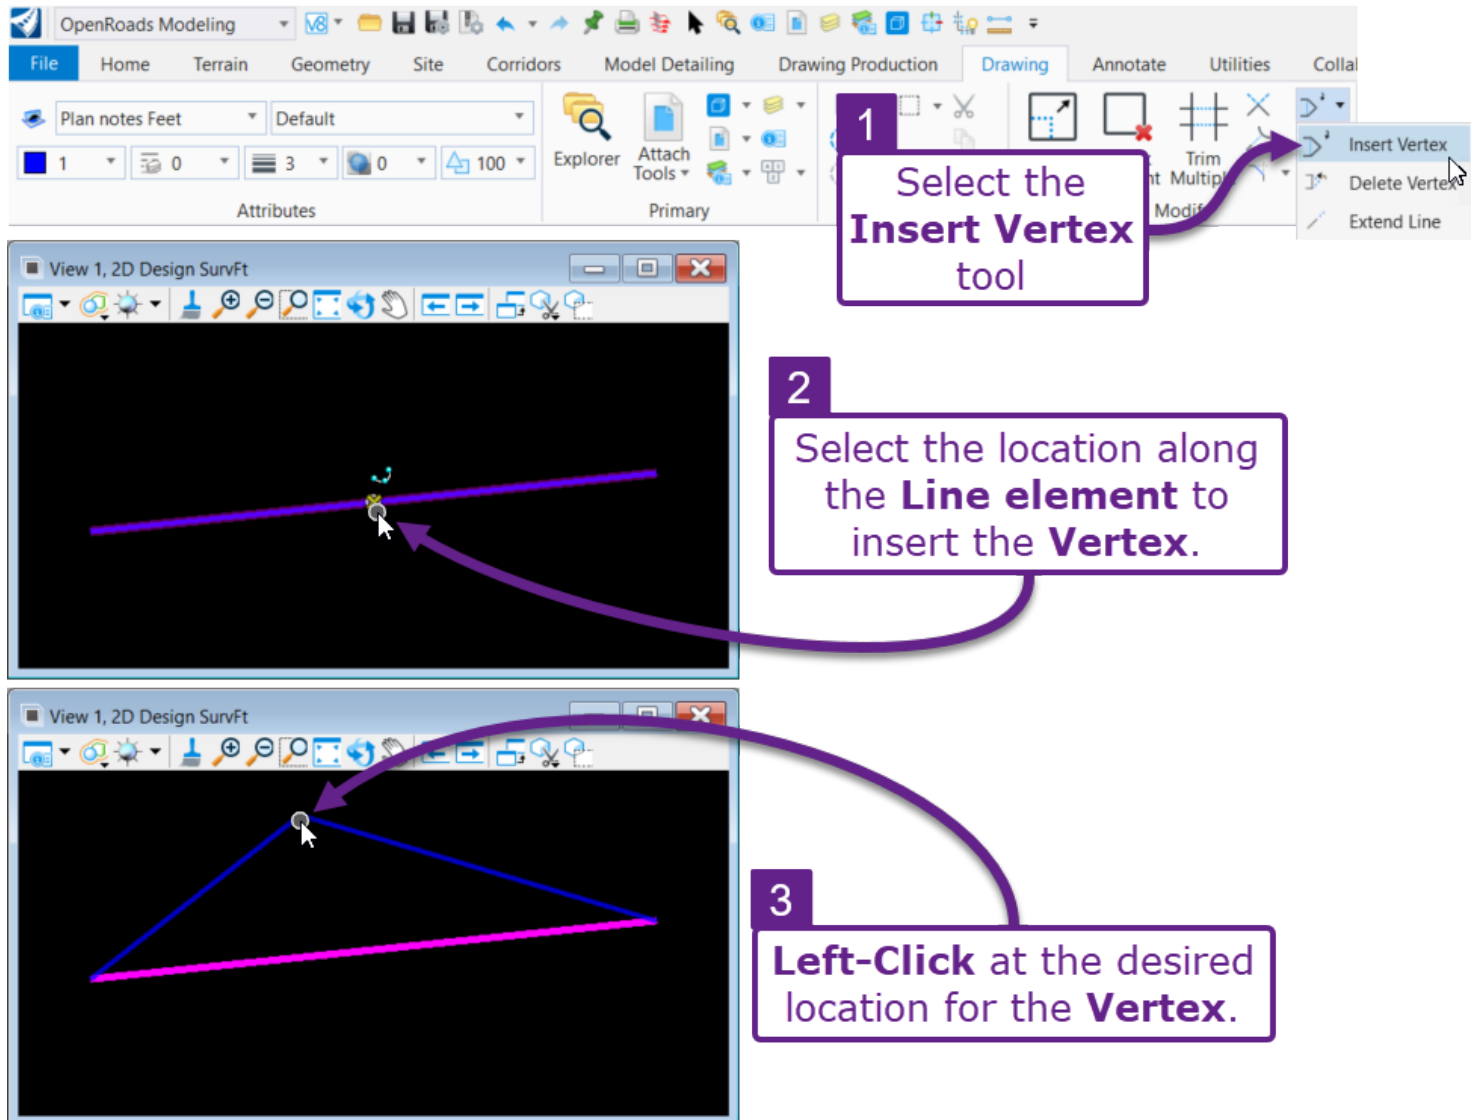 OpenRoads Modeling
File Home Terrain Geometry Site Corridors Model Detailing Drawing Production Drawing Annotate Utilities
Plan notes Feet Default
1 0 3 0 100
Explorer Attach Tools
Trim
Attributes Primary
Insert Vertex
Delete Vertex
Extend Line
1
Select the
Insert Vertex
tool
View 1, 2D Design SurvFt
2
Select the location along
the Line element to
insert the Vertex.
View 1, 2D Design SurvFt
3
Left-Click at the desired
location for the Vertex.